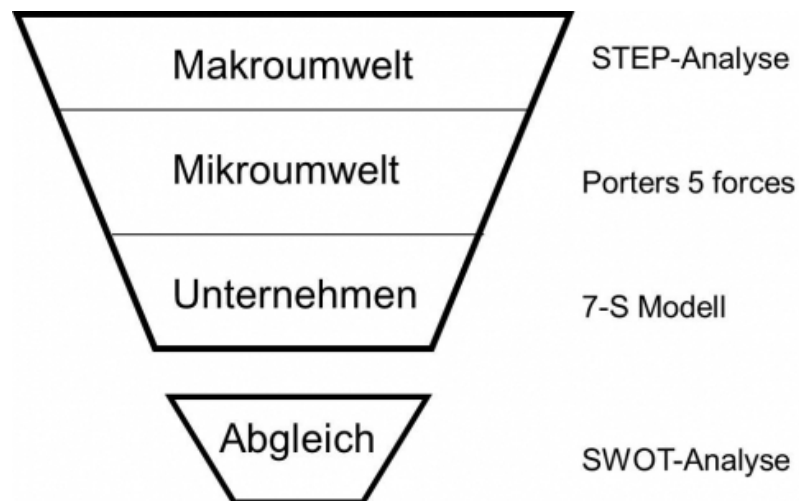 Makroumwelt
STEP-Analyse
Mikroumwelt
Porters 5 forces
Unternehmen
7-S Modell
Abgleich
SWOT-Analyse